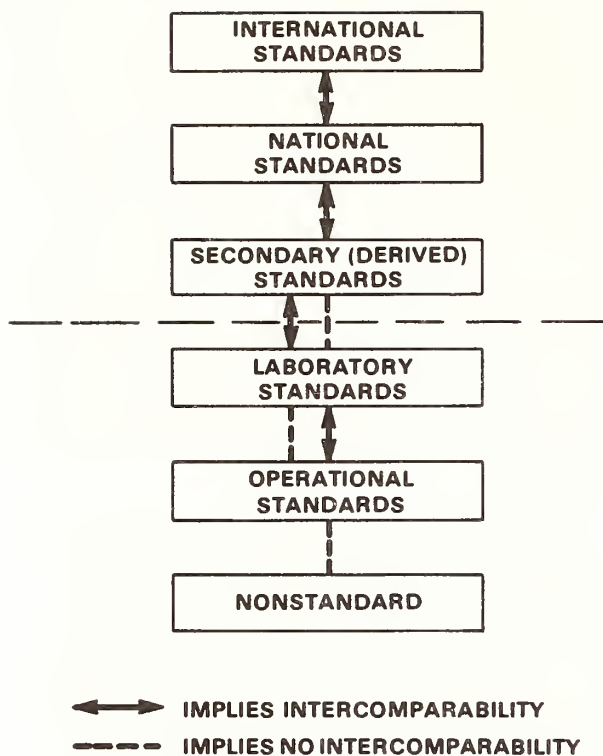 INTERNATIONAL
STANDARDS
NATIONAL
STANDARDS
SECONDARY (DERIVED)
STANDARDS
LABORATORY
STANDARDS
OPERATIONAL
STANDARDS
NONSTANDARD
IMPLIES INTERCOMPARABILITY
IMPLIES NO INTERCOMPARABILITY